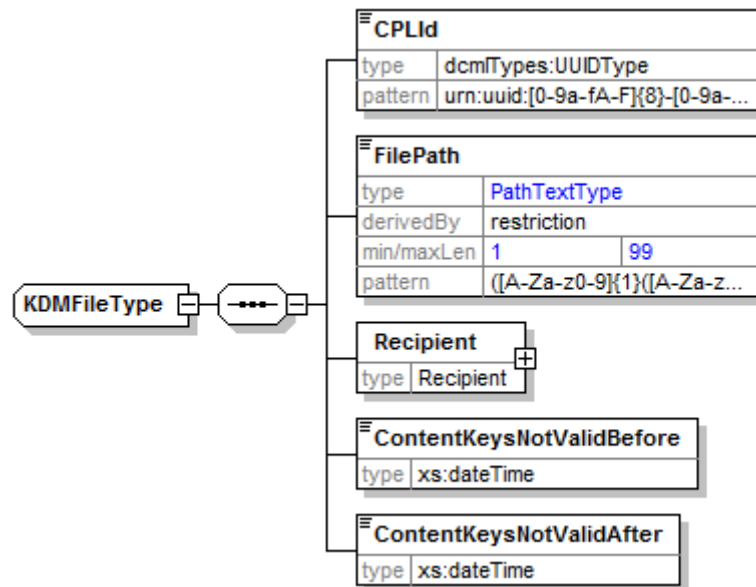 CPLId
type dcmlTypes:UUIDType
pattern urn:uuid:[0-9a-fA-F]{8}-[0-9a-...
FilePath
type PathTextType
derivedBy restriction
min/maxLen 1 99
pattern ([A-Za-z0-9]{1}([A-Za-z...
KDMFileType
Recipient
type Recipient
ContentKeysNotValidBefore
type xs:dateTime
ContentKeysNotValidAfter
type xs:dateTime